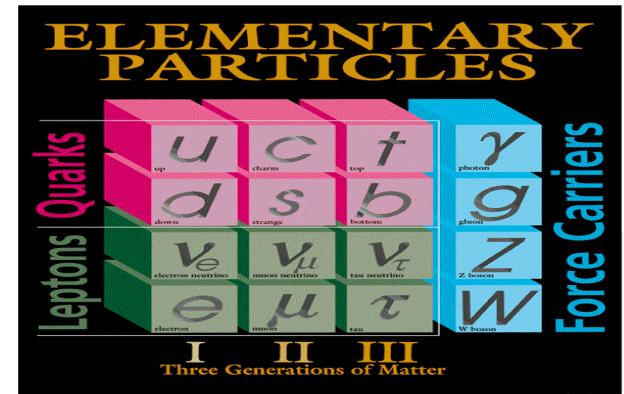 ELEMENTARY
PARTICLES
Quarks
Leptons
Force Carriers
u c t γ
up charm top photon
d s b g
down strange bottom gluon
νe νμ ντ Z
electron neutrino muon neutrino tau neutrino Z boson
e μ τ W
electron muon tau W boson
I II III
Three Generations of Matter